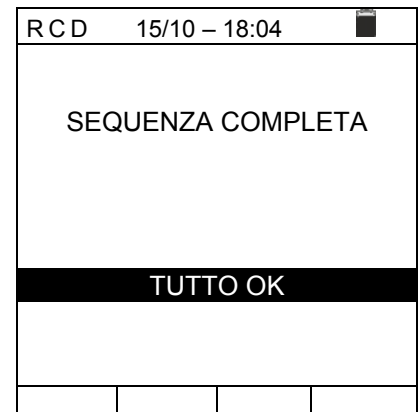 RCD 15/10 – 18:04
SEQUENZA COMPLETA
TUTTO OK